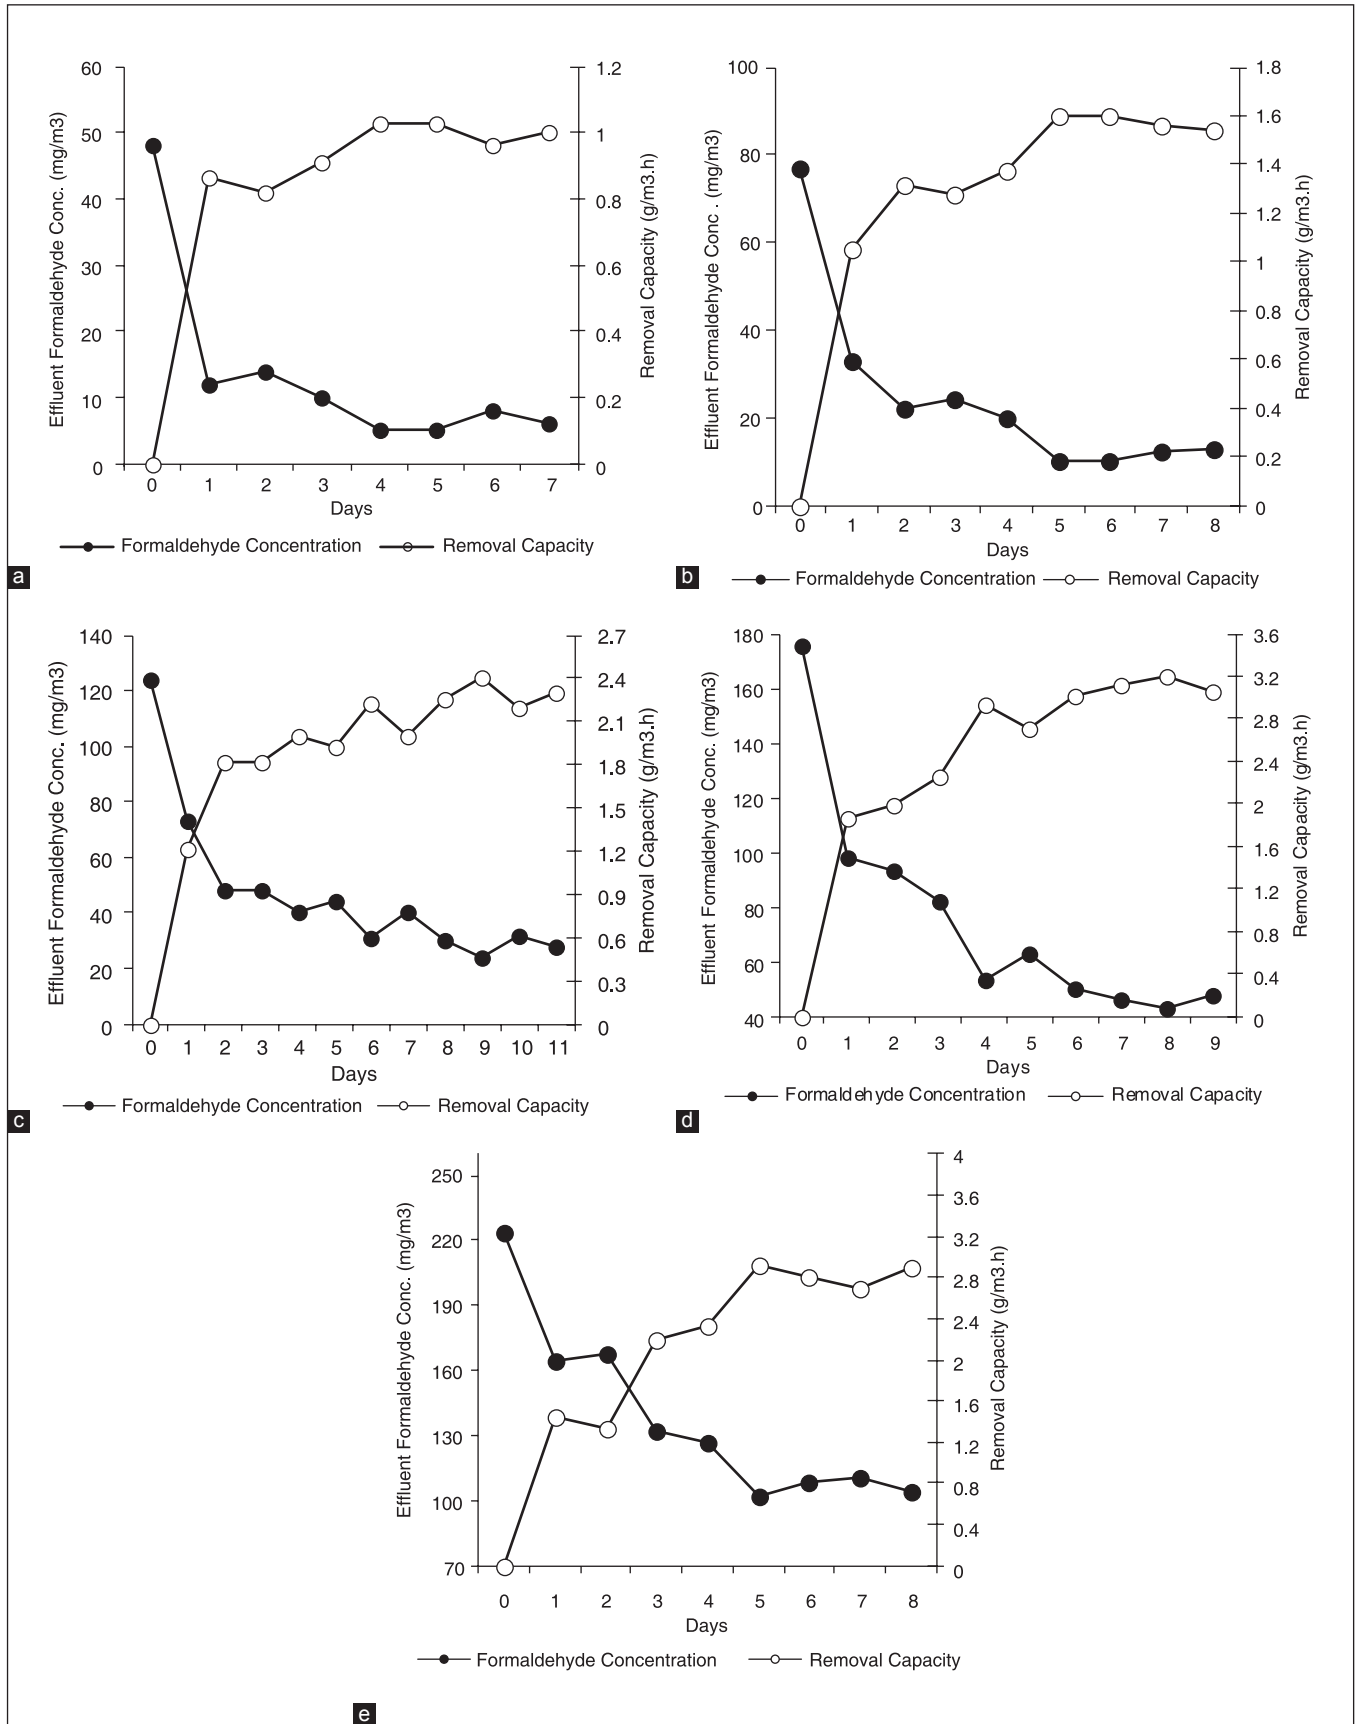 60
50
40
30
20
10
0
Effluent Formaldehyde Conc. (mg/m3)
1.2
1
0.8
0.6
0.4
0.2
0
Removal Capacity (g/m3.h)
0 1 2 3 4 5 6 7
Days
Formaldehyde Concentration Removal Capacity
a
100
80
60
40
20
0
Effluent Formaldehyde Conc . (mg/m3)
1.8
1.6
1.4
1.2
1
0.8
0.6
0.4
0.2
0
Removal Capacity (g/m3.h)
0 1 2 3 4 5 6 7 8
Days
Formaldehyde Concentration Removal Capacity
b
140
120
100
80
60
40
20
0
Effluent Formaldehyde Conc. (mg/m3)
2.7
2.4
2.1
1.8
1.5
1.2
0.9
0.6
0.3
0
Removal Capacity (g/m3.h)
0 1 2 3 4 5 6 7 8 9 10 11
Days
Formaldehyde Concentration Removal Capacity
c
180
160
140
120
100
80
60
40
Effluent Formaldehyde Conc. (mg/m3)
3.6
3.2
2.8
2.4
2
1.6
1.2
0.8
0.4
0
Removal Capacity (g/m3.h)
0 1 2 3 4 5 6 7 8 9
Days
Formaldehyde Concentration Removal Capacity
d
250
220
190
160
130
100
70
Effluent Formaldehyde Conc. (mg/m3)
4
3.6
3.2
2.8
2.4
2
1.6
1.2
0.8
0.4
0
Removal Capacity (g/m3.h)
0 1 2 3 4 5 6 7 8
Days
Formaldehyde Concentration Removal Capacity
e